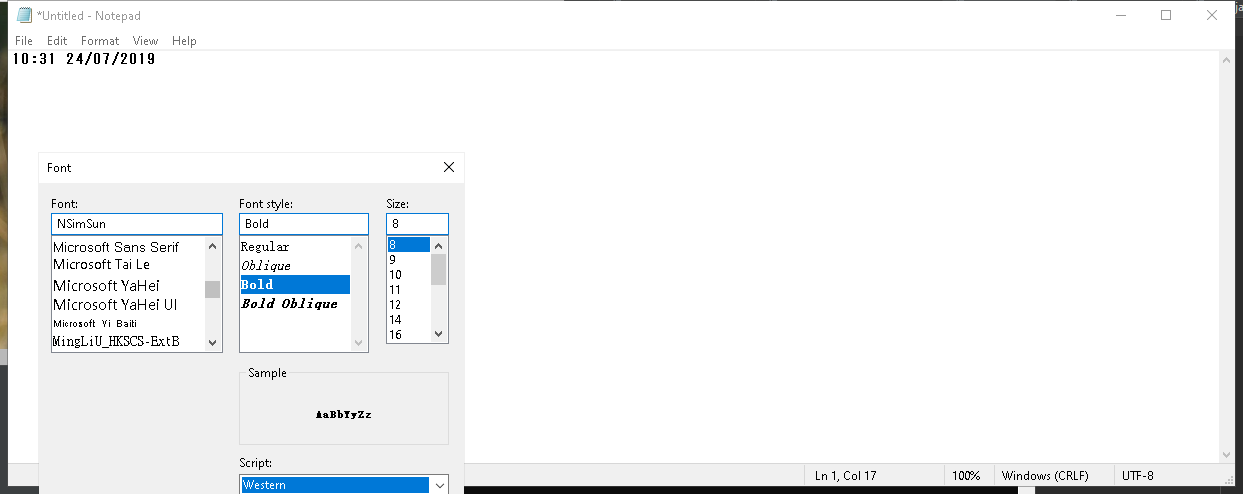 *Untitled - Notepad
File Edit Format View Help
10:31 24/07/2019
Font
Font: Font style: Size:
NSimSun Bold 8
Microsoft Sans Serif Regular 8
Microsoft Tai Le Oblique 9
Microsoft YaHei Bold 10
Microsoft YaHei UI Bold Oblique 11
Microsoft Yi Baiti 12
MingLiU_HKSCS-ExtB 14
16
Sample
AaBbYyZz
Script:
Western
Ln 1, Col 17 100% Windows (CRLF) UTF-8